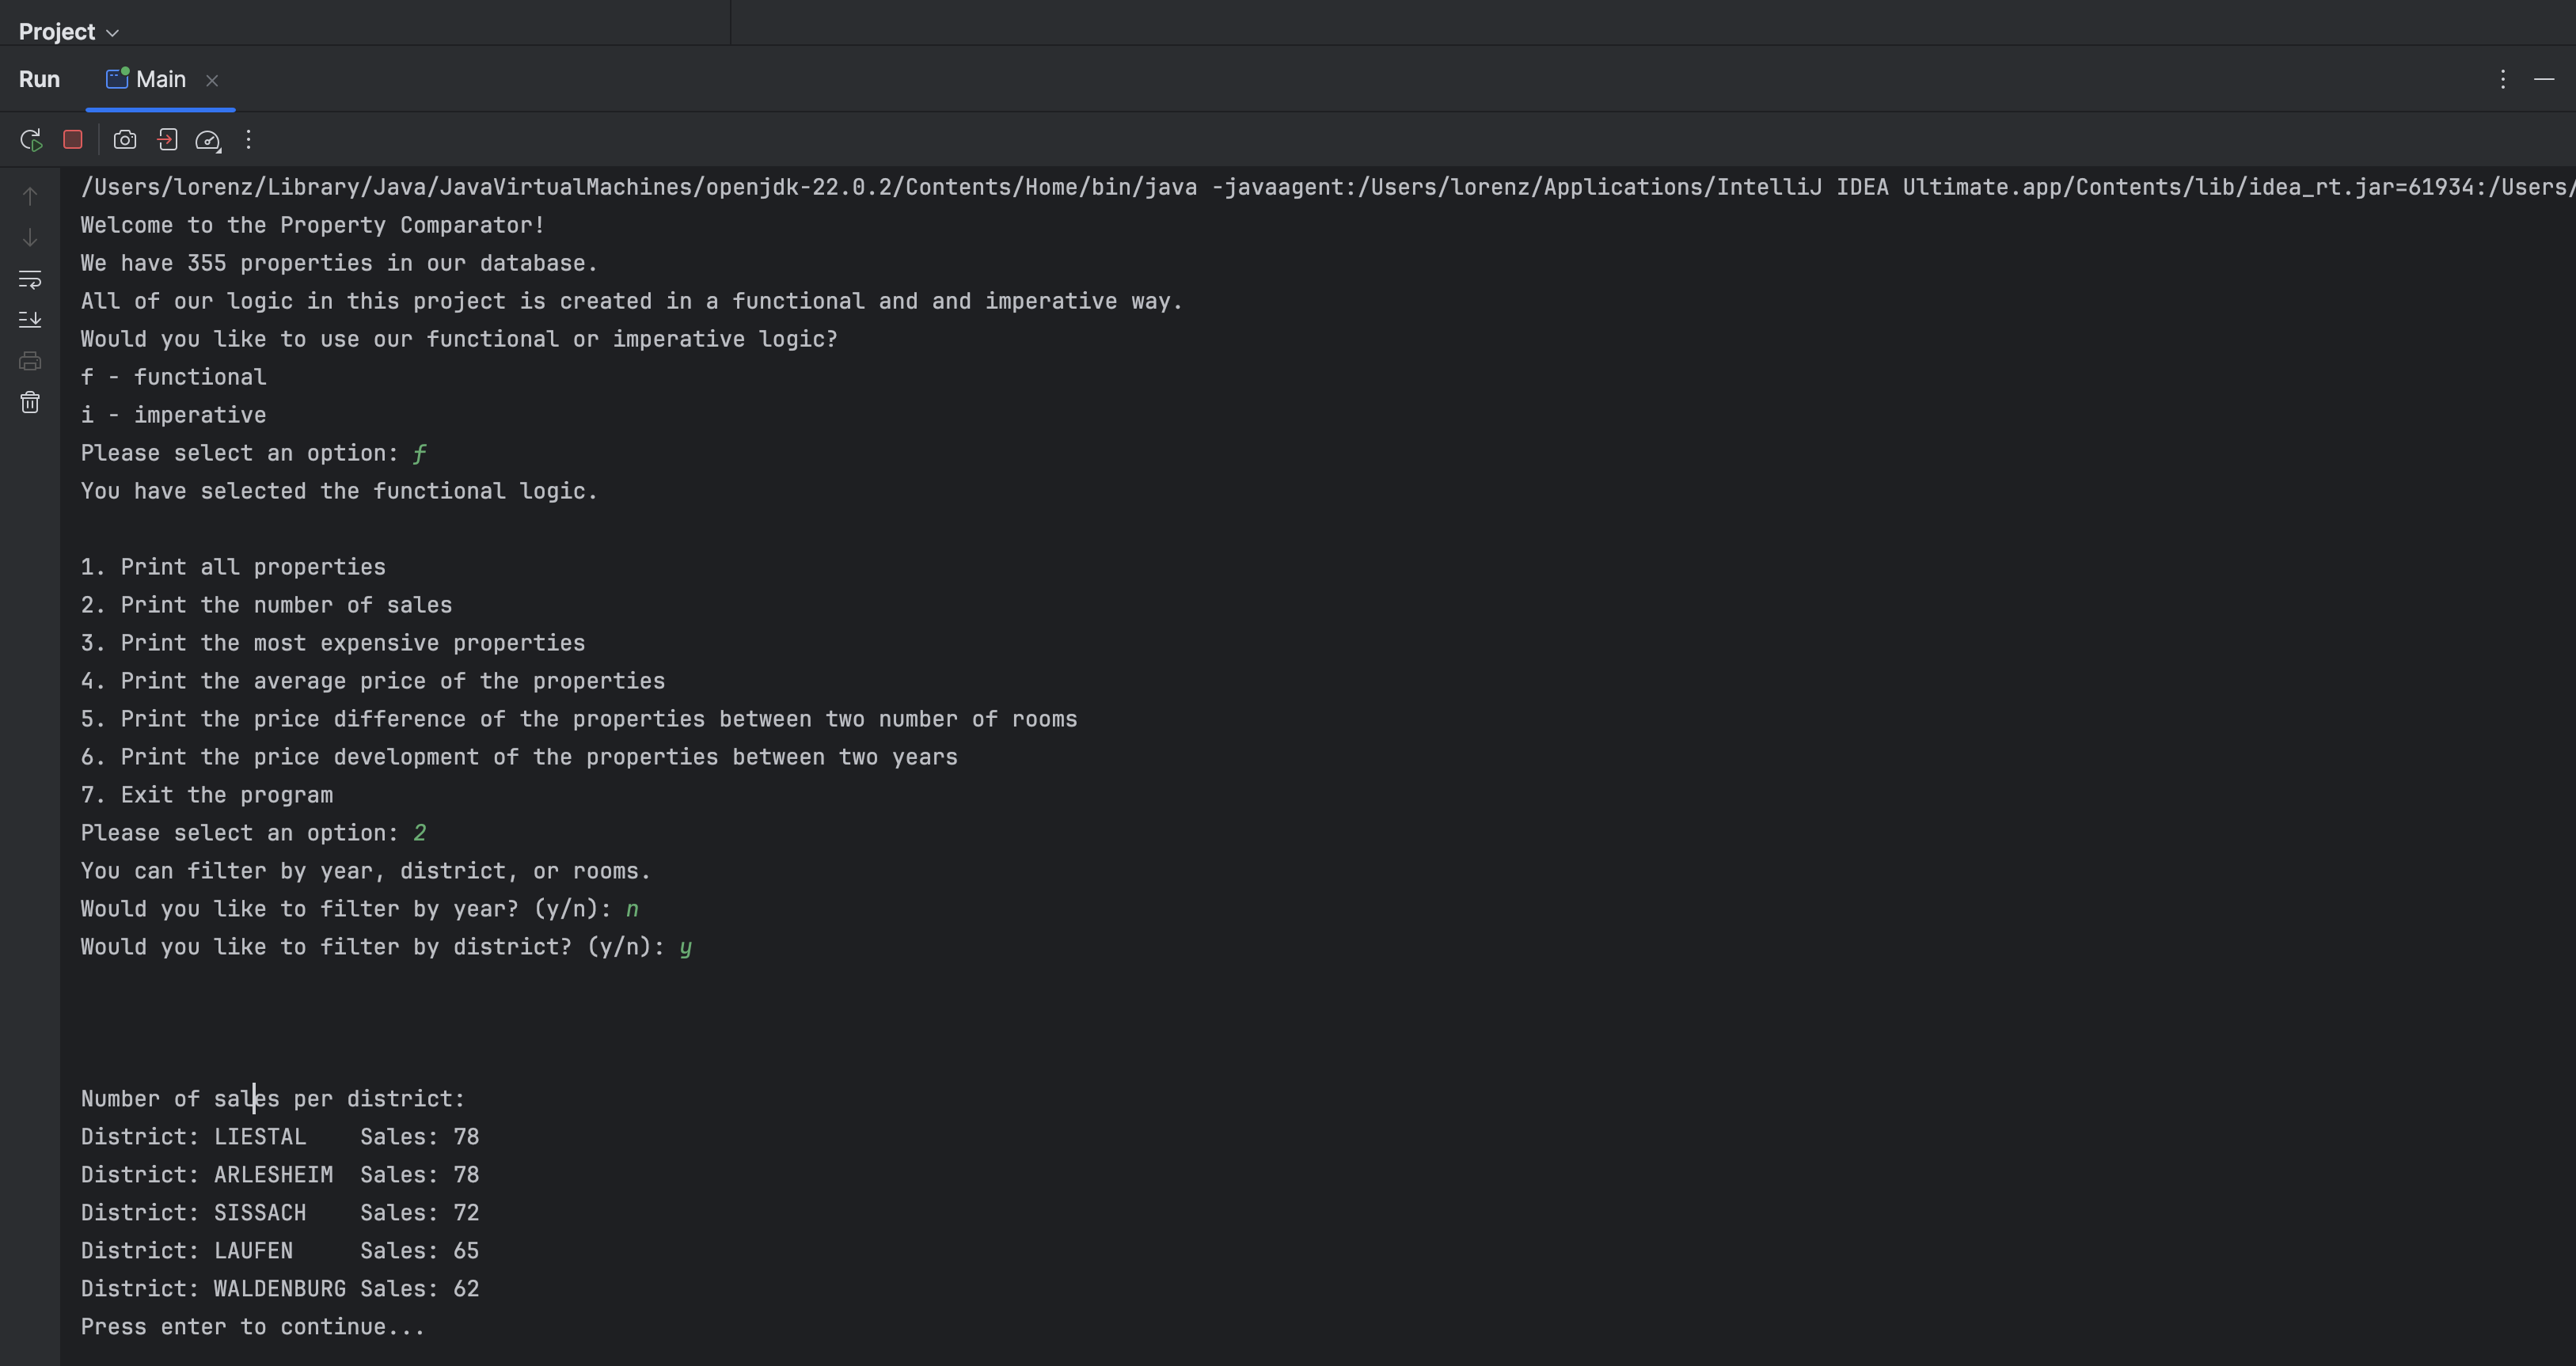 Project
Run Main
/Users/lorenz/Library/Java/JavaVirtualMachines/openjdk-22.0.2/Contents/Home/bin/java -javaagent:/Users/lorenz/Applications/IntelliJ IDEA Ultimate.app/Contents/lib/idea_rt.jar=61934:/Users/
Welcome to the Property Comparator!
We have 355 properties in our database.
All of our logic in this project is created in a functional and and imperative way.
Would you like to use our functional or imperative logic?
f - functional
i - imperative
Please select an option: f
You have selected the functional logic.
1. Print all properties
2. Print the number of sales
3. Print the most expensive properties
4. Print the average price of the properties
5. Print the price difference of the properties between two number of rooms
6. Print the price development of the properties between two years
7. Exit the program
Please select an option: 2
You can filter by year, district, or rooms.
Would you like to filter by year? (y/n): n
Would you like to filter by district? (y/n): y
Number of sales per district:
District: LIESTAL    Sales: 78
District: ARLESHEIM  Sales: 78
District: SISSACH    Sales: 72
District: LAUFEN     Sales: 65
District: WALDENBURG Sales: 62
Press enter to continue...